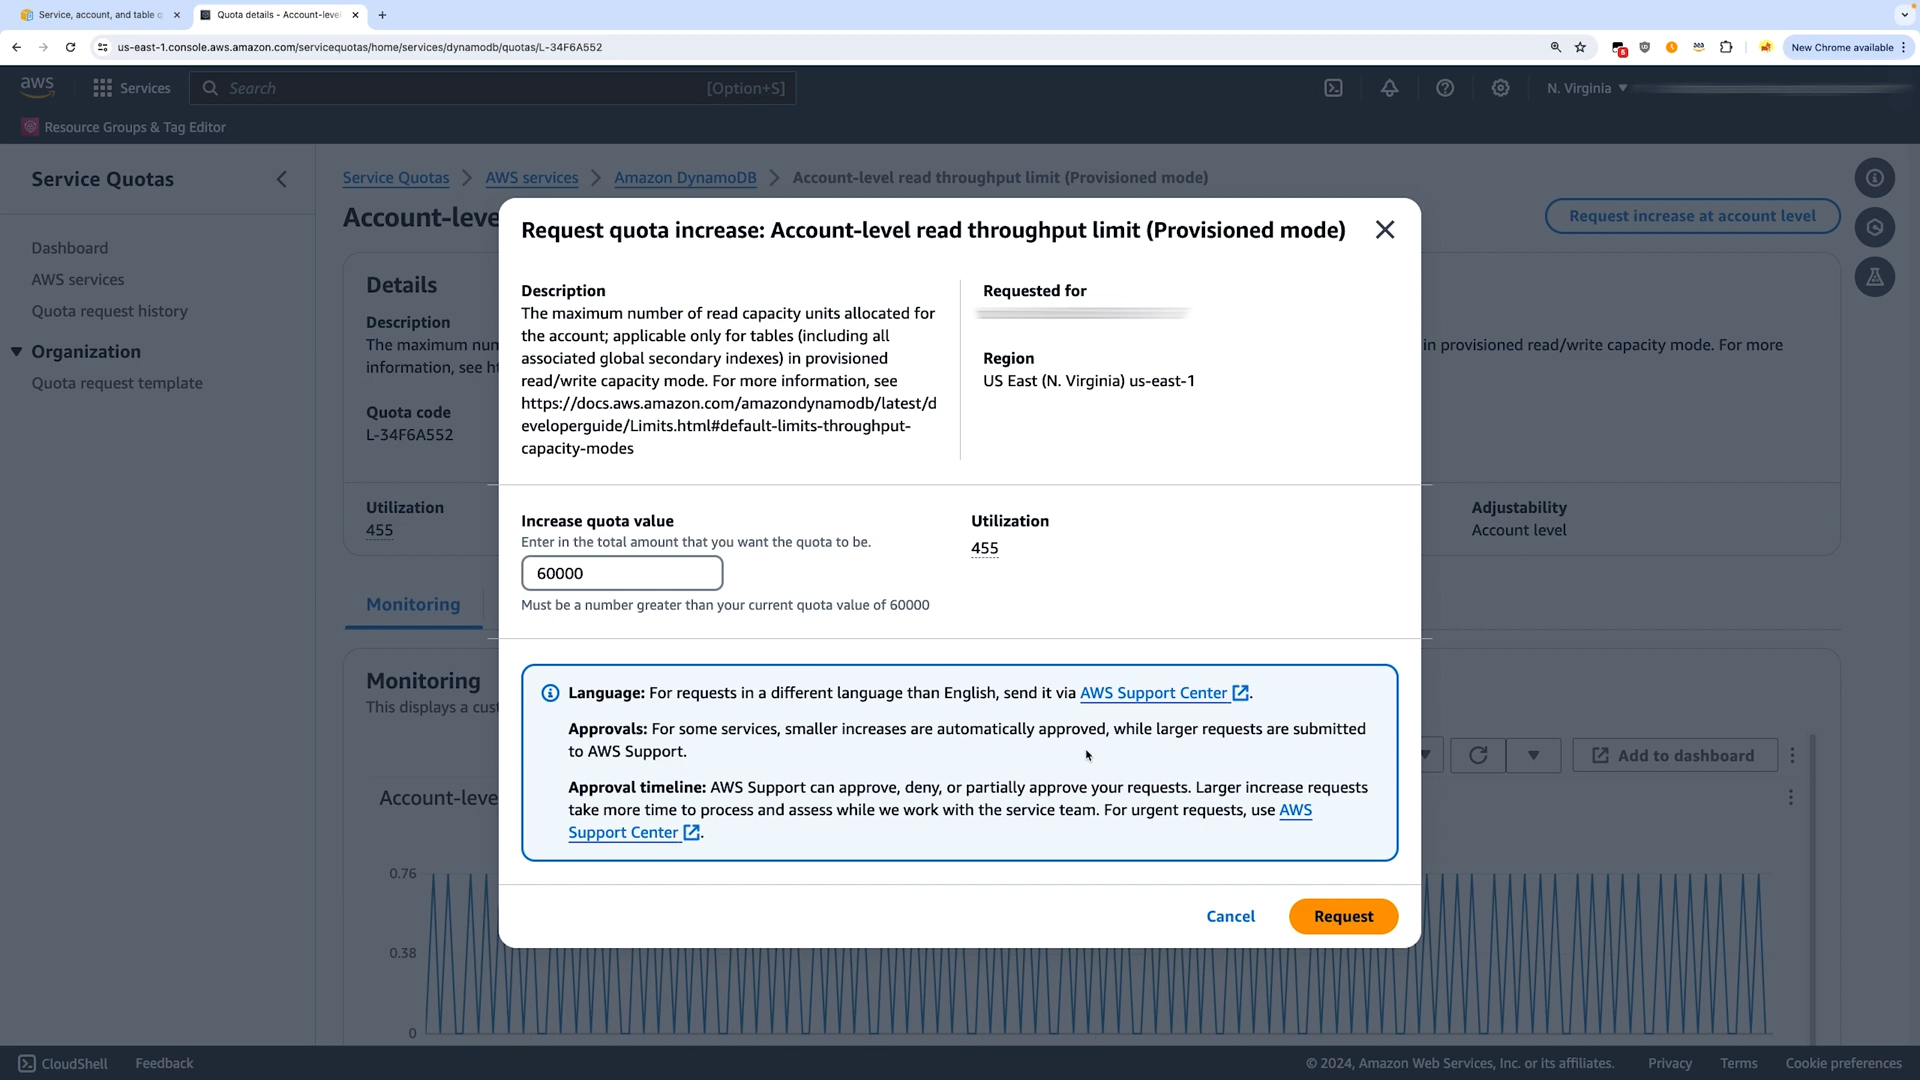 Service, account, and table q
Quota details - Account-leve
us-east-1.console.aws.amazon.com/servicequotas/home/services/dynamodb/quotas/L-34F6A552
New Chrome available
aws
Services
Search
[Option+S]
N. Virginia
Resource Groups & Tag Editor
Service Quotas
Dashboard
AWS services
Quota request history
Organization
Quota request template
Service Quotas
AWS services
Amazon DynamoDB
Account-level read throughput limit (Provisioned mode)
Account-leve
Request increase at account level
Details
Description
The maximum num
in provisioned read/write capacity mode. For more
information, see ht
Quota code
L-34F6A552
Utilization
455
Adjustability
Account level
Monitoring
Monitoring
This displays a cust
Add to dashboard
Account-leve
0.76
0.38
0
Request quota increase: Account-level read throughput limit (Provisioned mode)
Description
The maximum number of read capacity units allocated for
the account; applicable only for tables (including all
associated global secondary indexes) in provisioned
read/write capacity mode. For more information, see
https://docs.aws.amazon.com/amazondynamodb/latest/d
eveloperguide/Limits.html#default-limits-throughput-
capacity-modes
Requested for
Region
US East (N. Virginia) us-east-1
Increase quota value
Enter in the total amount that you want the quota to be.
60000
Must be a number greater than your current quota value of 60000
Utilization
455
Language: For requests in a different language than English, send it via AWS Support Center.
Approvals: For some services, smaller increases are automatically approved, while larger requests are submitted
to AWS Support.
Approval timeline: AWS Support can approve, deny, or partially approve your requests. Larger increase requests
take more time to process and assess while we work with the service team. For urgent requests, use AWS
Support Center.
Cancel
Request
CloudShell
Feedback
© 2024, Amazon Web Services, Inc. or its affiliates.
Privacy
Terms
Cookie preferences